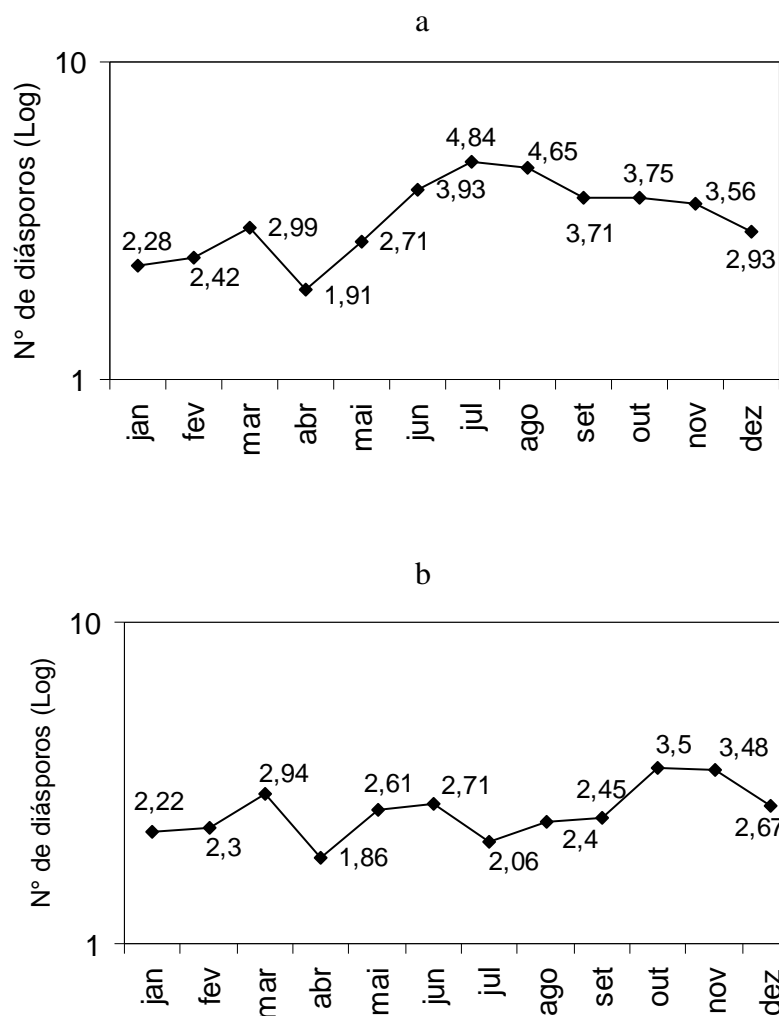 a
N° de diásporos (Log)
10
1
2,28
2,42
2,99
1,91
2,71
3,93
4,84
4,65
3,71
3,75
3,56
2,93
jan
fev
mar
abr
mai
jun
jul
ago
set
out
nov
dez
b
N° de diásporos (Log)
10
1
2,22
2,3
2,94
1,86
2,61
2,71
2,06
2,4
2,45
3,5
3,48
2,67
jan
fev
mar
abr
mai
jun
jul
ago
set
out
nov
dez